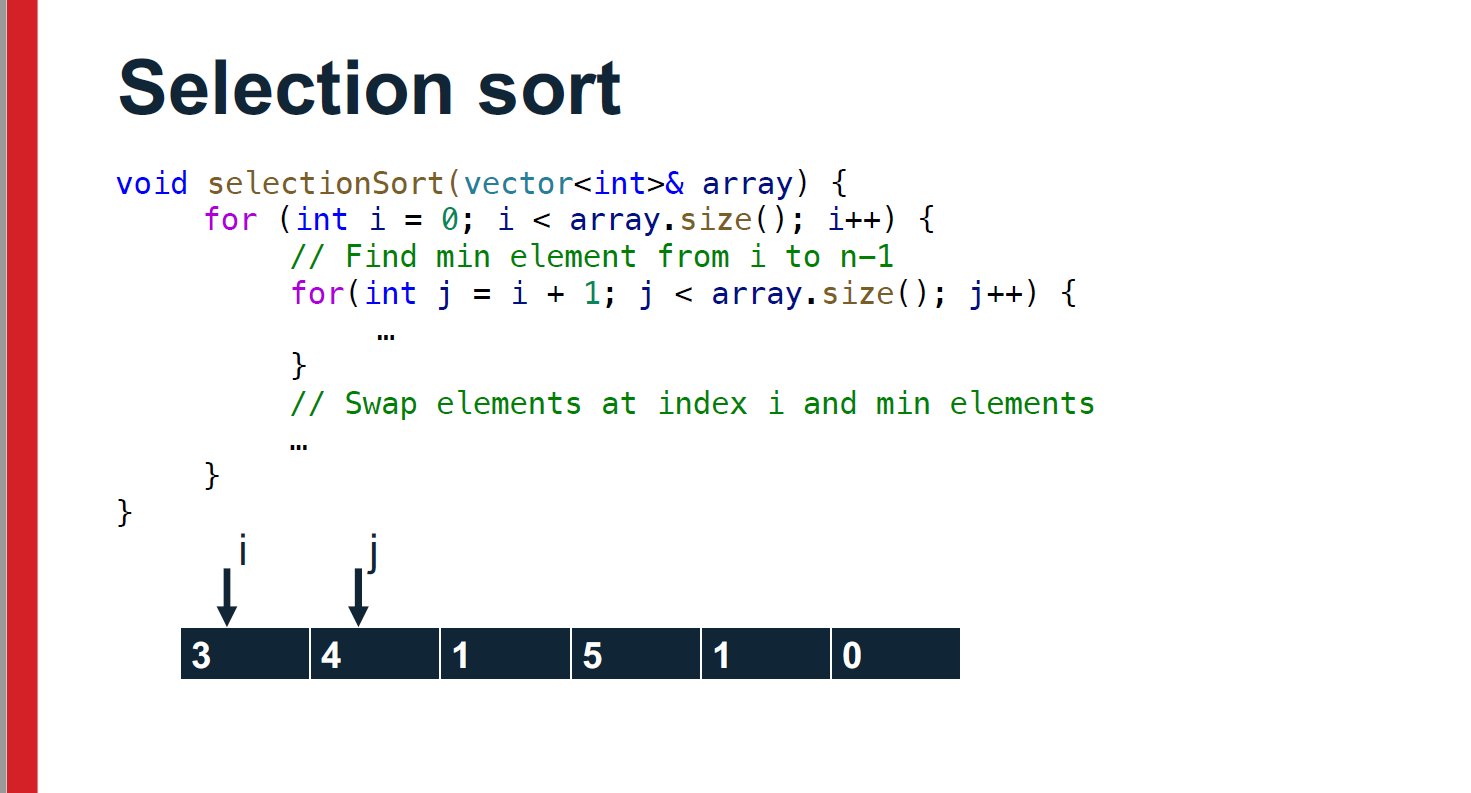 Selection sort
void selectionSort(vector<int>& array) {
for (int i = 0; i < array.size(); i++) {
// Find min element from i to n–1
for(int j = i + 1; j < array.size(); j++) {
…
}
// Swap elements at index i and min elements
…
}
}
i j
3 4 1 5 1 0